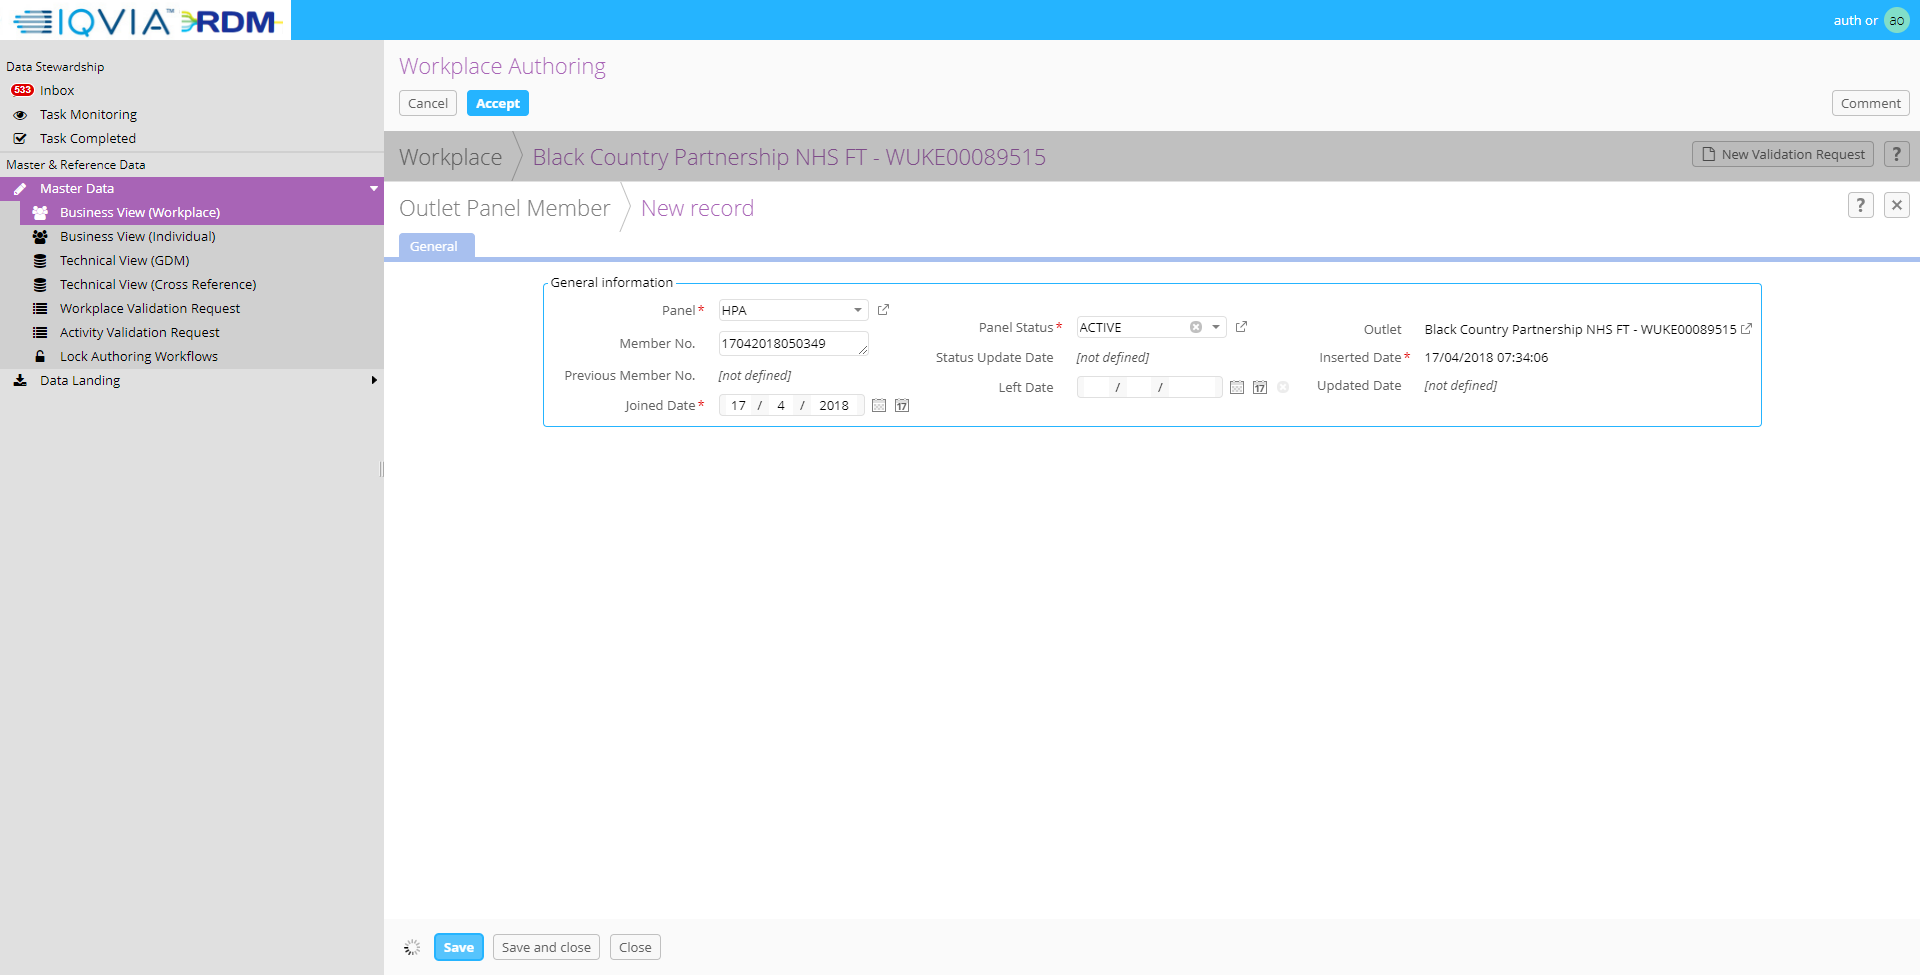 IQVIA™ RDM
auth or ao
Data Stewardship
533 Inbox
Task Monitoring
Task Completed
Master & Reference Data
Master Data
Business View (Workplace)
Business View (Individual)
Technical View (GDM)
Technical View (Cross Reference)
Workplace Validation Request
Activity Validation Request
Lock Authoring Workflows
Data Landing
Workplace Authoring
Cancel Accept Comment
Workplace Black Country Partnership NHS FT - WUKE00089515 New Validation Request ?
Outlet Panel Member New record ?
General
General information
Panel* HPA
Member No. 17042018050349
Previous Member No. [not defined]
Joined Date* 17 / 4 / 2018 17
Panel Status* ACTIVE
Status Update Date [not defined]
Left Date / / 17
Outlet Black Country Partnership NHS FT - WUKE00089515
Inserted Date* 17/04/2018 07:34:06
Updated Date [not defined]
Save Save and close Close